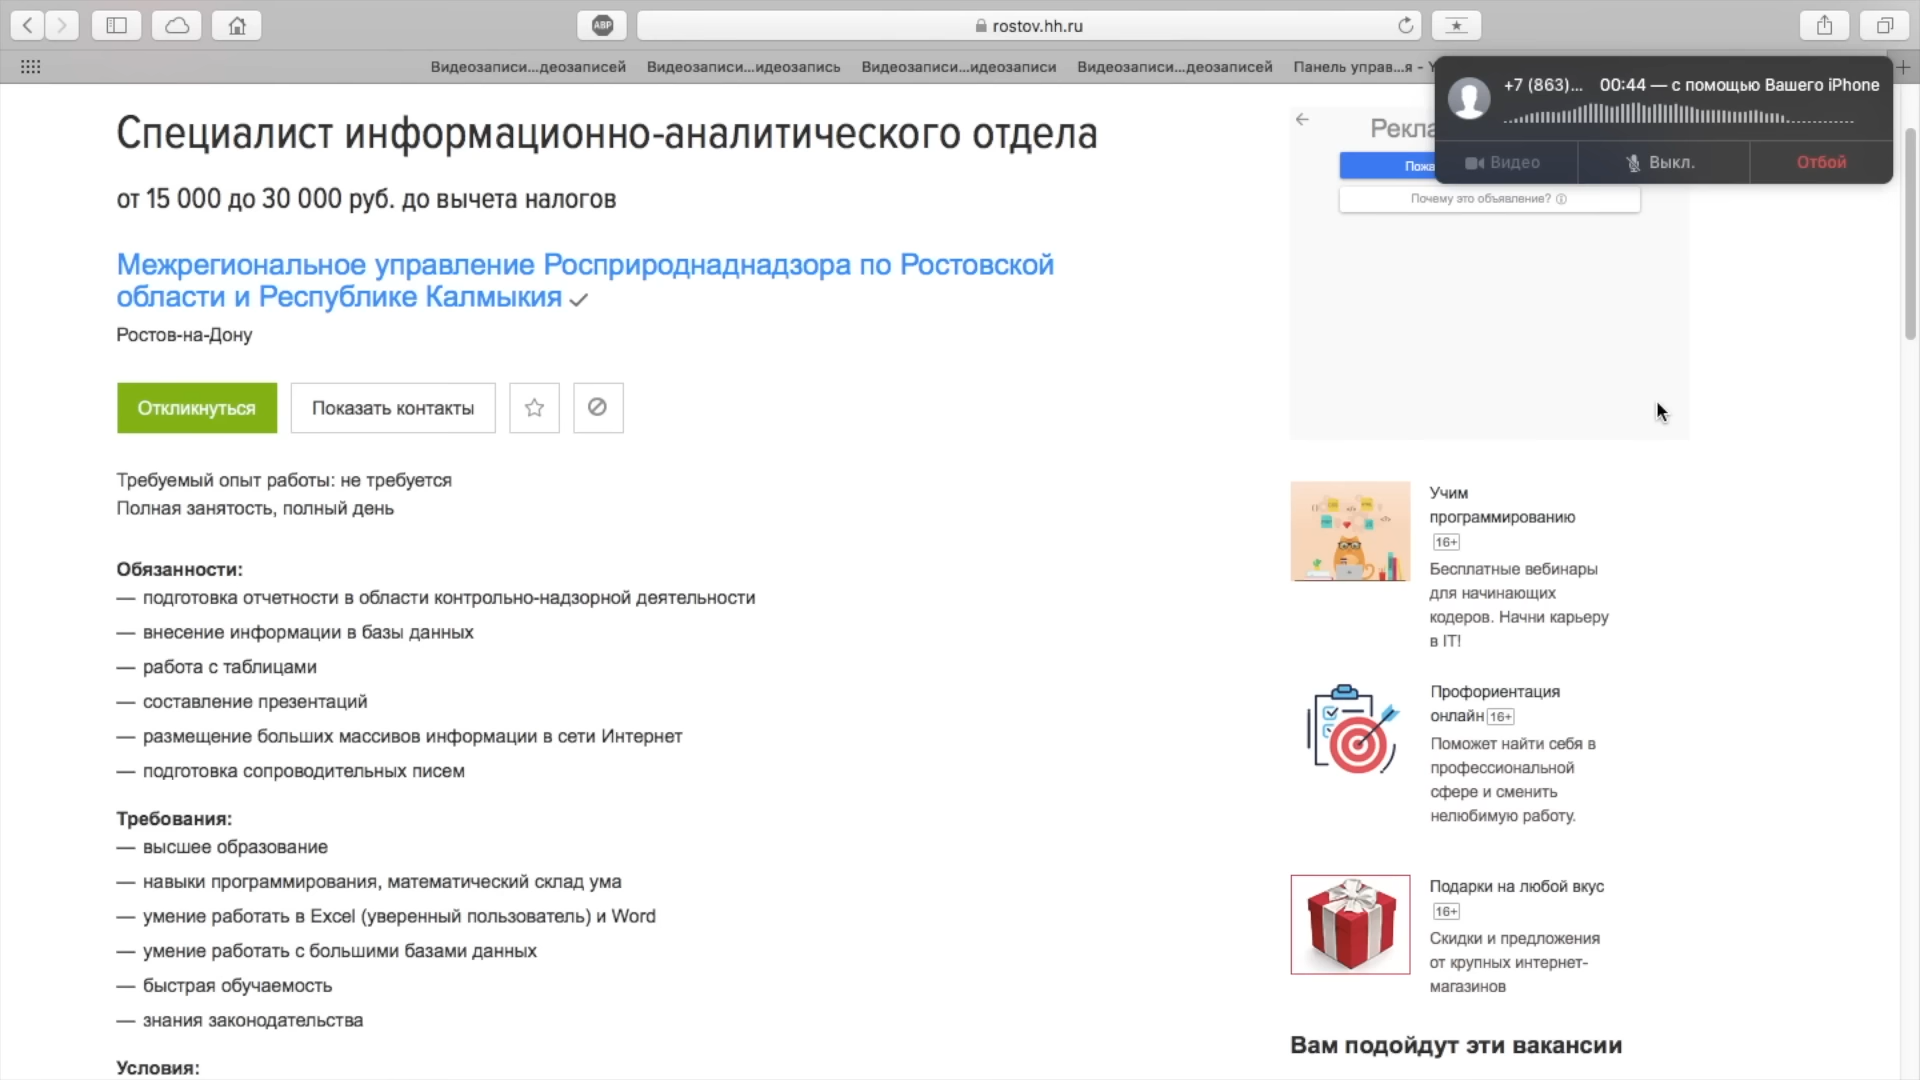 ABP
rostov.hh.ru
Видеозаписи...деозаписей
Видеозаписи...идеозапись
Видеозаписи...идеозаписи
Видеозаписи...деозаписей
Панель управ...я - Y
+7 (863)... 00:44 — с помощью Вашего iPhone
Видео
Выкл.
Отбой
Специалист информационно-аналитического отдела
от 15 000 до 30 000 руб. до вычета налогов
Межрегиональное управление Росприроднаднадзора по Ростовской
области и Республике Калмыкия
Ростов-на-Дону
Откликнуться
Показать контакты
Требуемый опыт работы: не требуется
Полная занятость, полный день
Обязанности:
— подготовка отчетности в области контрольно-надзорной деятельности
— внесение информации в базы данных
— работа с таблицами
— составление презентаций
— размещение больших массивов информации в сети Интернет
— подготовка сопроводительных писем
Требования:
— высшее образование
— навыки программирования, математический склад ума
— умение работать в Excel (уверенный пользователь) и Word
— умение работать с большими базами данных
— быстрая обучаемость
— знания законодательства
Условия:
Рекла
Пожа
Почему это объявление?
Учим
программированию
16+
Бесплатные вебинары
для начинающих
кодеров. Начни карьеру
в IT!
Профориентация
онлайн 16+
Поможет найти себя в
профессиональной
сфере и сменить
нелюбимую работу.
Подарки на любой вкус
16+
Скидки и предложения
от крупных интернет-
магазинов
Вам подойдут эти вакансии